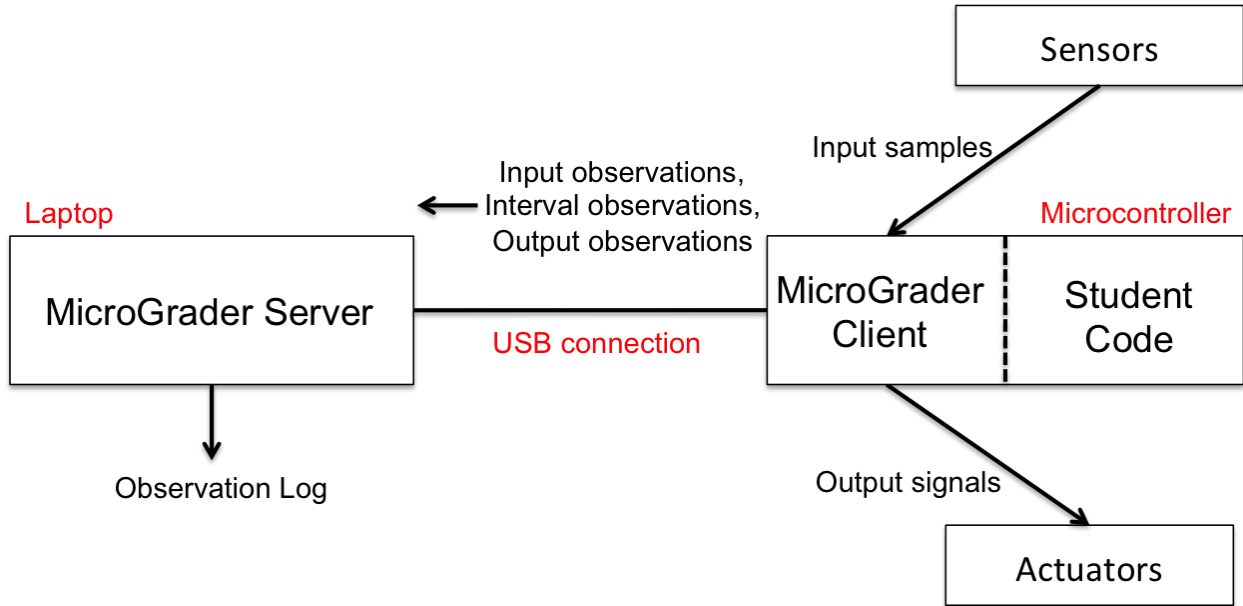 Sensors
Input samples
Input observations,
Interval observations,
Output observations
Laptop
Microcontroller
MicroGrader Server
MicroGrader
Client
Student
Code
USB connection
Observation Log
Output signals
Actuators